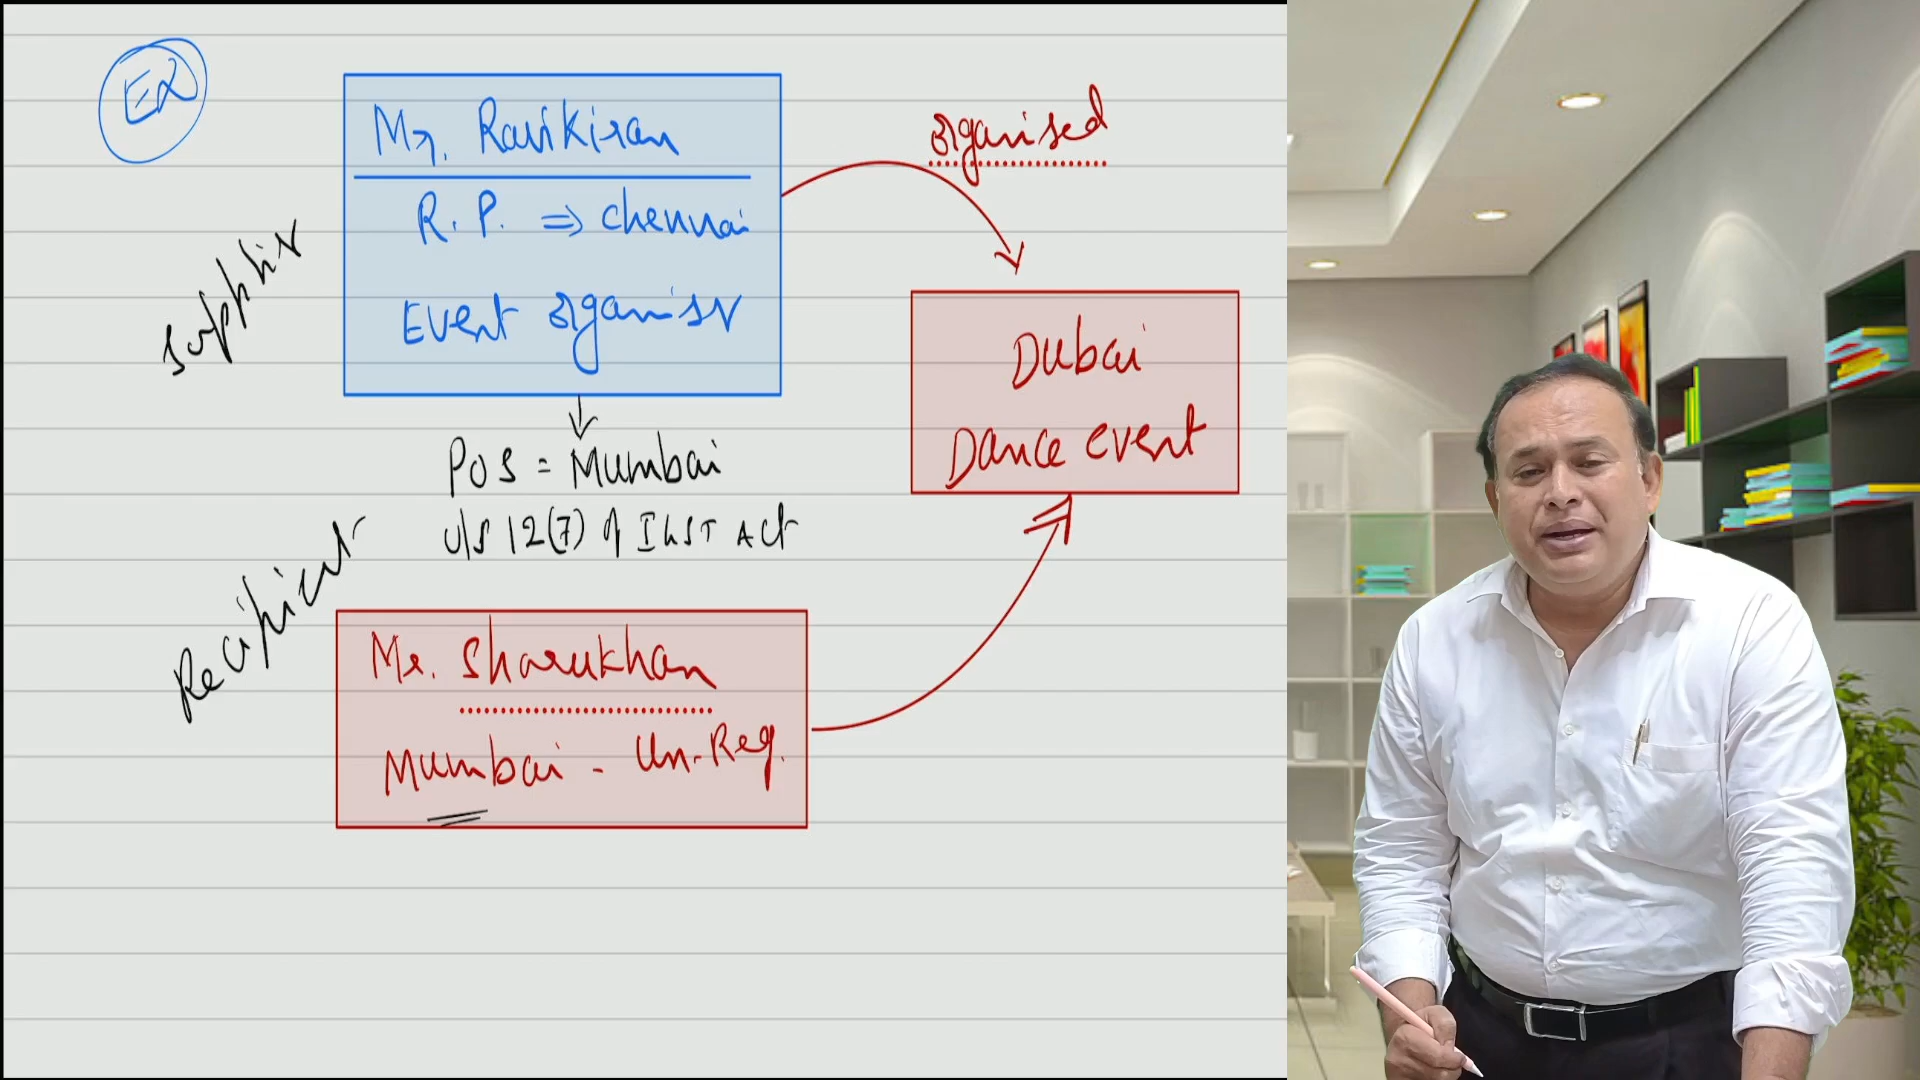 Ex
Mr. Ravikiran
R.P. ⇒ chennai
Event organiser
organised
Supplier
Dubai
Dance event
POS = Mumbai
u/s 12(7) of IGST Act
Recipient
Mr. Sharukhan
Mumbai - Un-Reg.